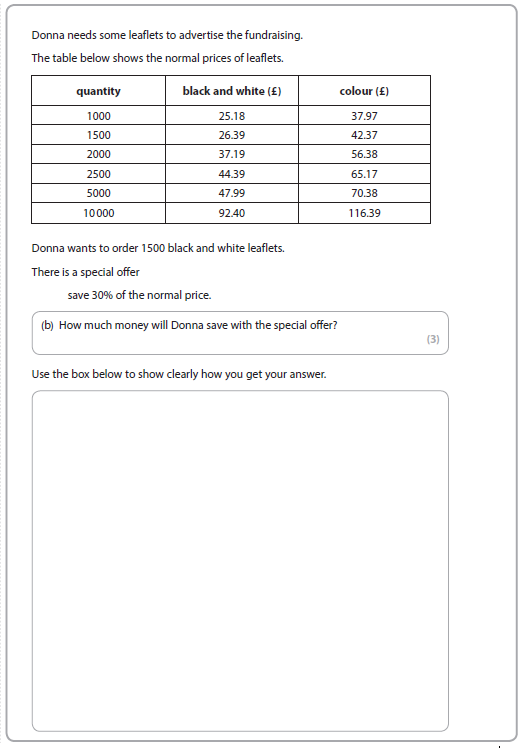 Donna needs some leaflets to advertise the fundraising.
The table below shows the normal prices of leaflets.
quantity black and white (£) colour (£)
1000 25.18 37.97
1500 26.39 42.37
2000 37.19 56.38
2500 44.39 65.17
5000 47.99 70.38
10 000 92.40 116.39
Donna wants to order 1500 black and white leaflets.
There is a special offer
save 30% of the normal price.
(b) How much money will Donna save with the special offer?
(3)
Use the box below to show clearly how you get your answer.